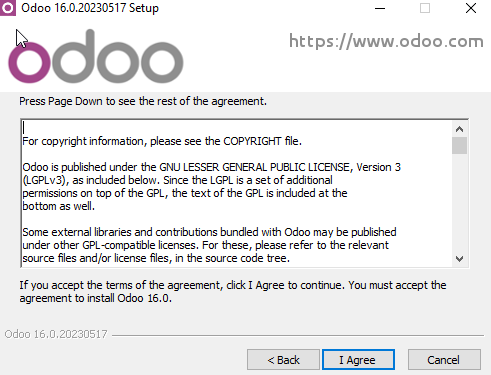 Odoo 16.0.20230517 Setup
odoo
https://www.odoo.com
Press Page Down to see the rest of the agreement.
For copyright information, please see the COPYRIGHT file.
Odoo is published under the GNU LESSER GENERAL PUBLIC LICENSE, Version 3
(LGPLv3), as included below. Since the LGPL is a set of additional
permissions on top of the GPL, the text of the GPL is included at the
bottom as well.
Some external libraries and contributions bundled with Odoo may be published
under other GPL-compatible licenses. For these, please refer to the relevant
source files and/or license files, in the source code tree.
If you accept the terms of the agreement, click I Agree to continue. You must accept the
agreement to install Odoo 16.0.
Odoo 16.0.20230517
< Back
I Agree
Cancel